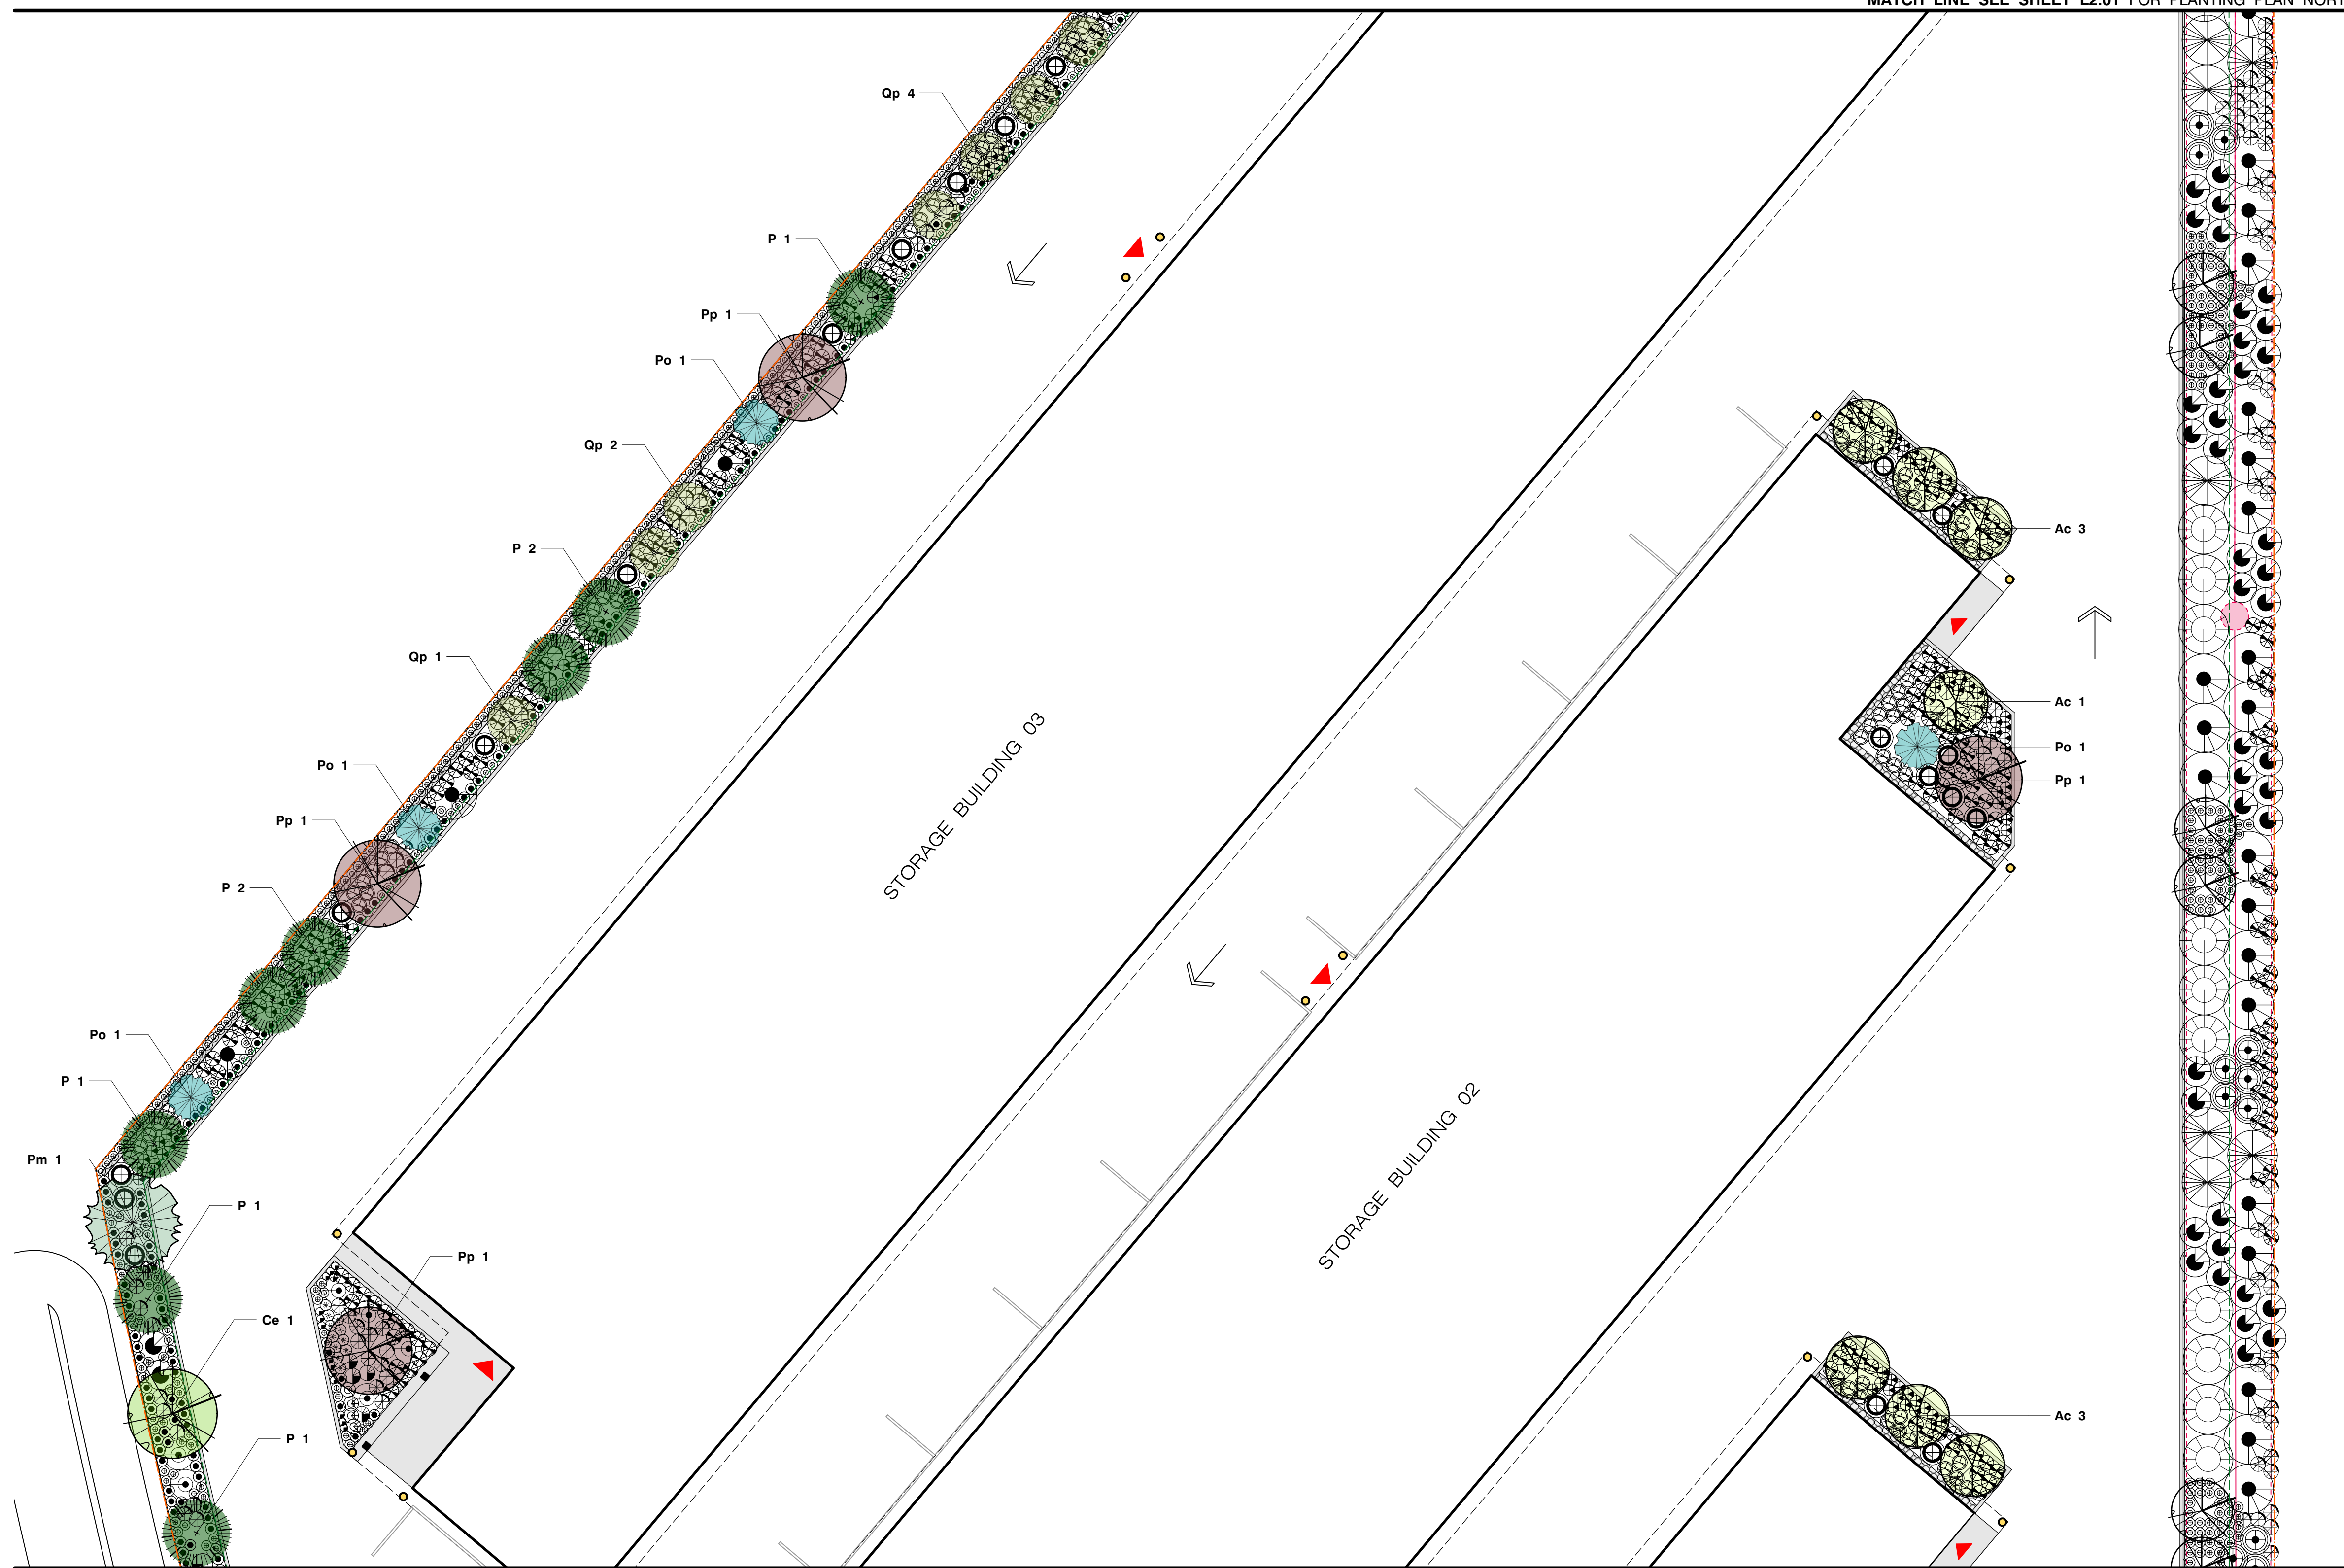 MATCH LINE SEE SHEET L2.01 FOR PLANTING PLAN NORT
Qp 4
P 1
Pp 1
Po 1
Qp 2
P 2
Qp 1
Po 1
Pp 1
P 2
Po 1
P 1
Pm 1
P 1
Pp 1
Ce 1
P 1
STORAGE BUILDING 03
STORAGE BUILDING 02
Ac 3
Ac 1
Po 1
Pp 1
Ac 3